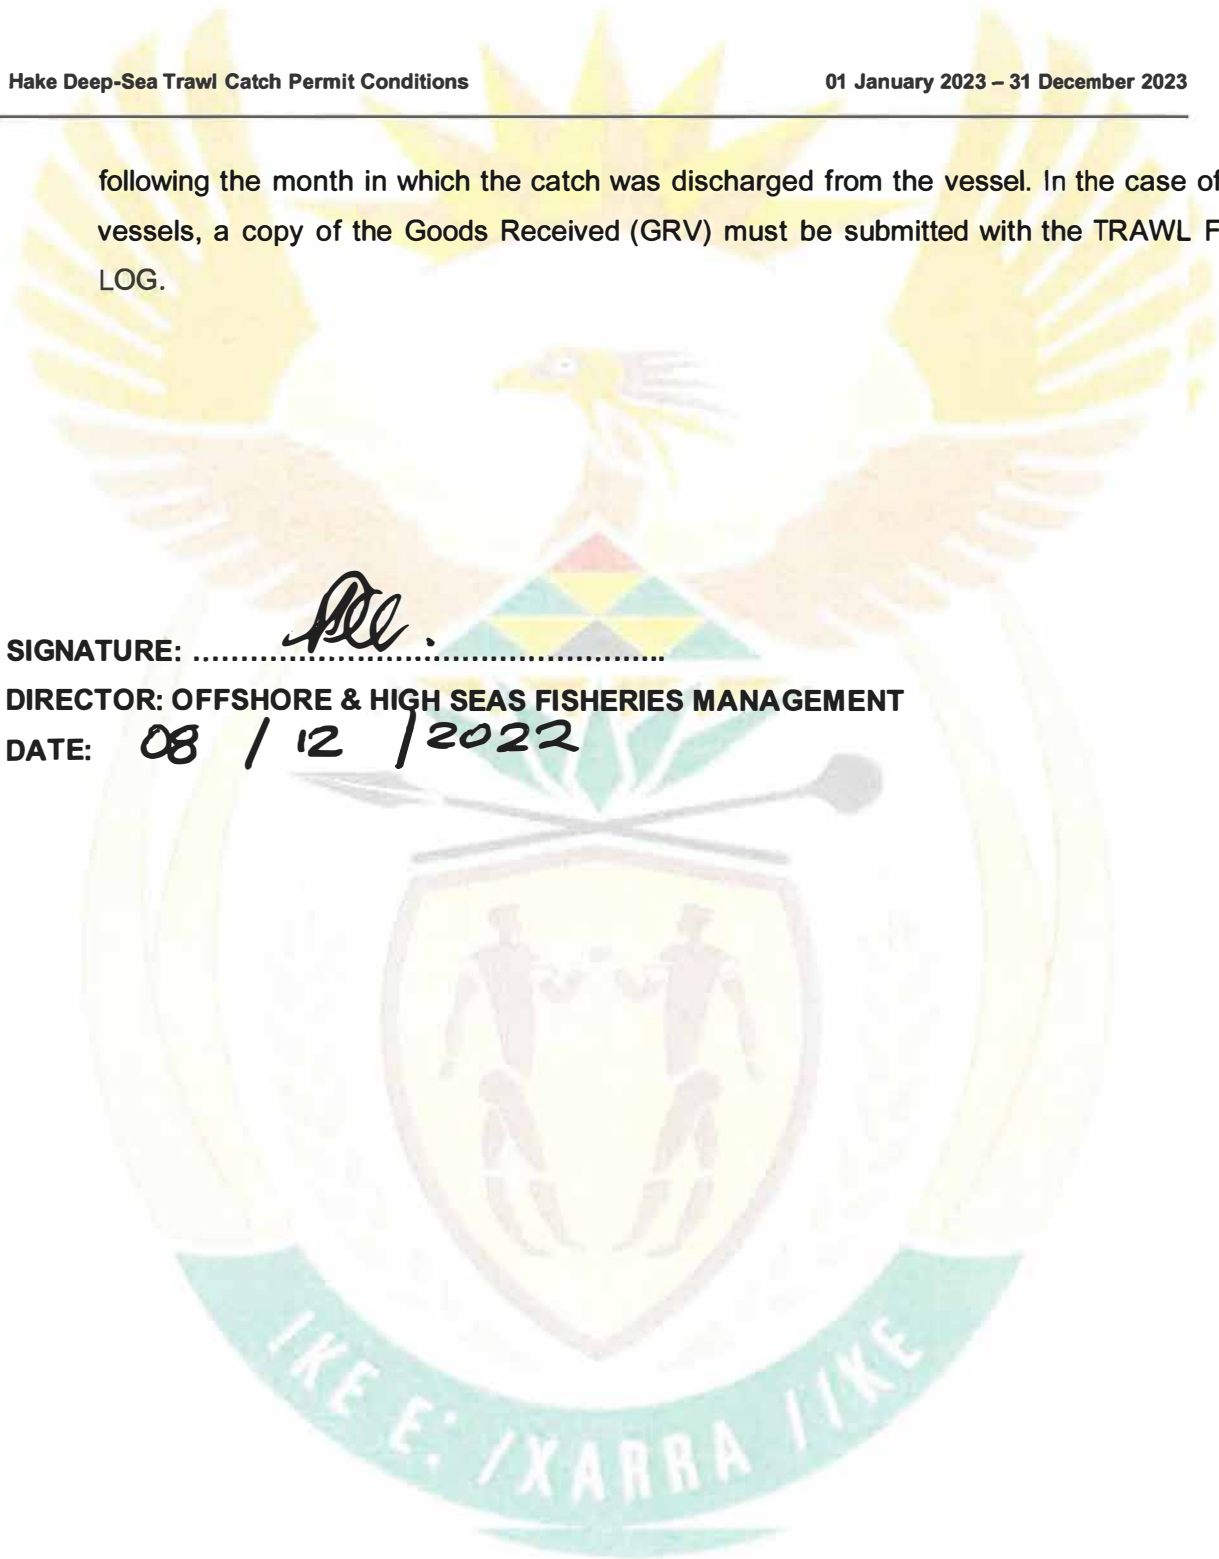 Hake Deep-Sea Trawl Catch Permit Conditions 01 January 2023 – 31 December 2023
following the month in which the catch was discharged from the vessel. In the case of
vessels, a copy of the Goods Received (GRV) must be submitted with the TRAWL F
LOG.
SIGNATURE: ................................................
DIRECTOR: OFFSHORE & HIGH SEAS FISHERIES MANAGEMENT
DATE: 08 / 12 / 2022
!KE E: /XARRA //KE